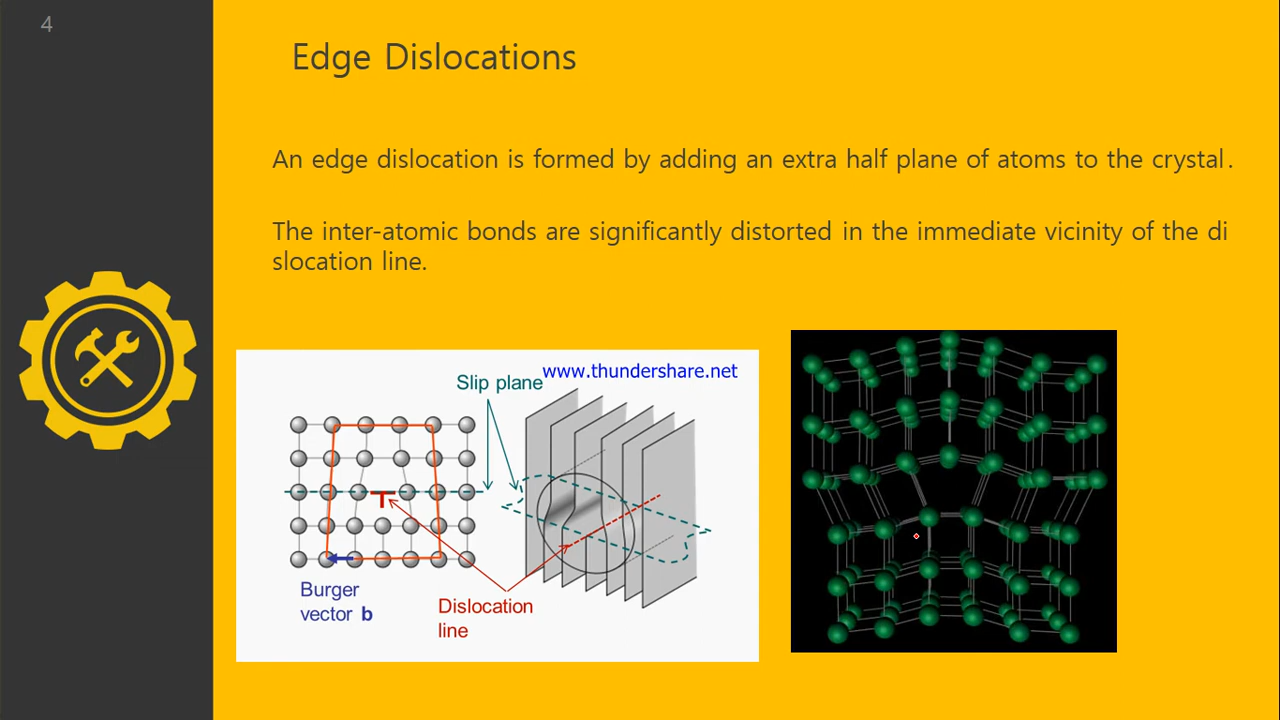 4
Edge Dislocations
An edge dislocation is formed by adding an extra half plane of atoms to the crystal.
The inter-atomic bonds are significantly distorted in the immediate vicinity of the di
slocation line.
www.thundershare.net
Slip plane
Burger
vector b
Dislocation
line